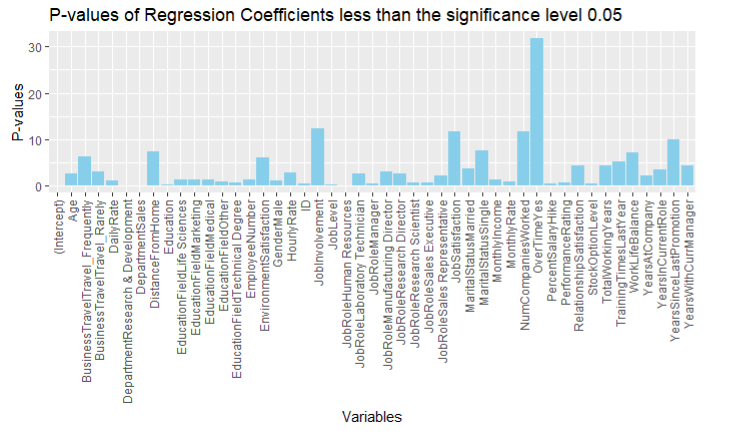 P-values of Regression Coefficients less than the significance level 0.05
P-values
30
20
10
0
(Intercept)
Age
BusinessTravelTravel_Frequently
BusinessTravelTravel_Rarely
DailyRate
DepartmentResearch & Development
DepartmentSales
DistanceFromHome
Education
EducationFieldLife Sciences
EducationFieldMarketing
EducationFieldMedical
EducationFieldOther
EducationFieldTechnical Degree
EmployeeNumber
EnvironmentSatisfaction
GenderMale
HourlyRate
ID
JobInvolvement
JobLevel
JobRoleHuman Resources
JobRoleLaboratory Technician
JobRoleManager
JobRoleManufacturing Director
JobRoleResearch Director
JobRoleResearch Scientist
JobRoleSales Executive
JobRoleSales Representative
JobSatisfaction
MaritalStatusMarried
MaritalStatusSingle
MonthlyIncome
MonthlyRate
NumCompaniesWorked
OverTimeYes
PercentSalaryHike
PerformanceRating
RelationshipSatisfaction
StockOptionLevel
TotalWorkingYears
TrainingTimesLastYear
WorkLifeBalance
YearsAtCompany
YearsInCurrentRole
YearsSinceLastPromotion
YearsWithCurrManager
Variables